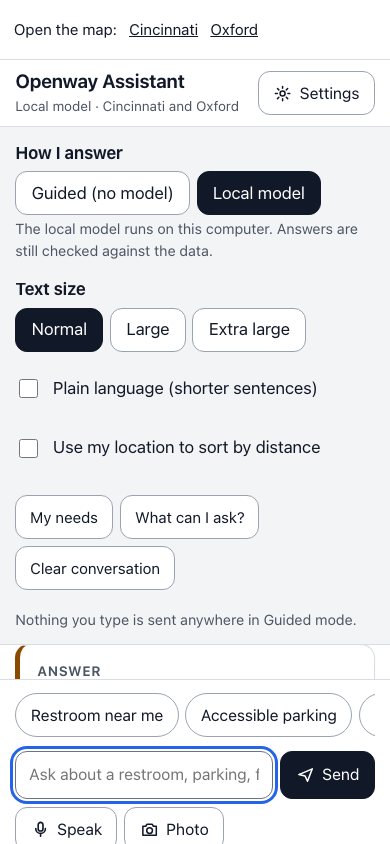 Open the map: Cincinnati Oxford
Openway Assistant
Local model · Cincinnati and Oxford
Settings
How I answer
Guided (no model) Local model
The local model runs on this computer. Answers are
still checked against the data.
Text size
Normal Large Extra large
Plain language (shorter sentences)
Use my location to sort by distance
My needs What can I ask?
Clear conversation
Nothing you type is sent anywhere in Guided mode.
ANSWER
Restroom near me Accessible parking
Ask about a restroom, parking, f
Send
Speak Photo